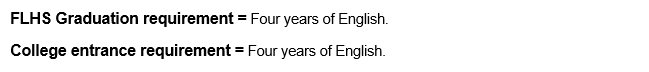 FLHS Graduation requirement = Four years of English.
College entrance requirement = Four years of English.